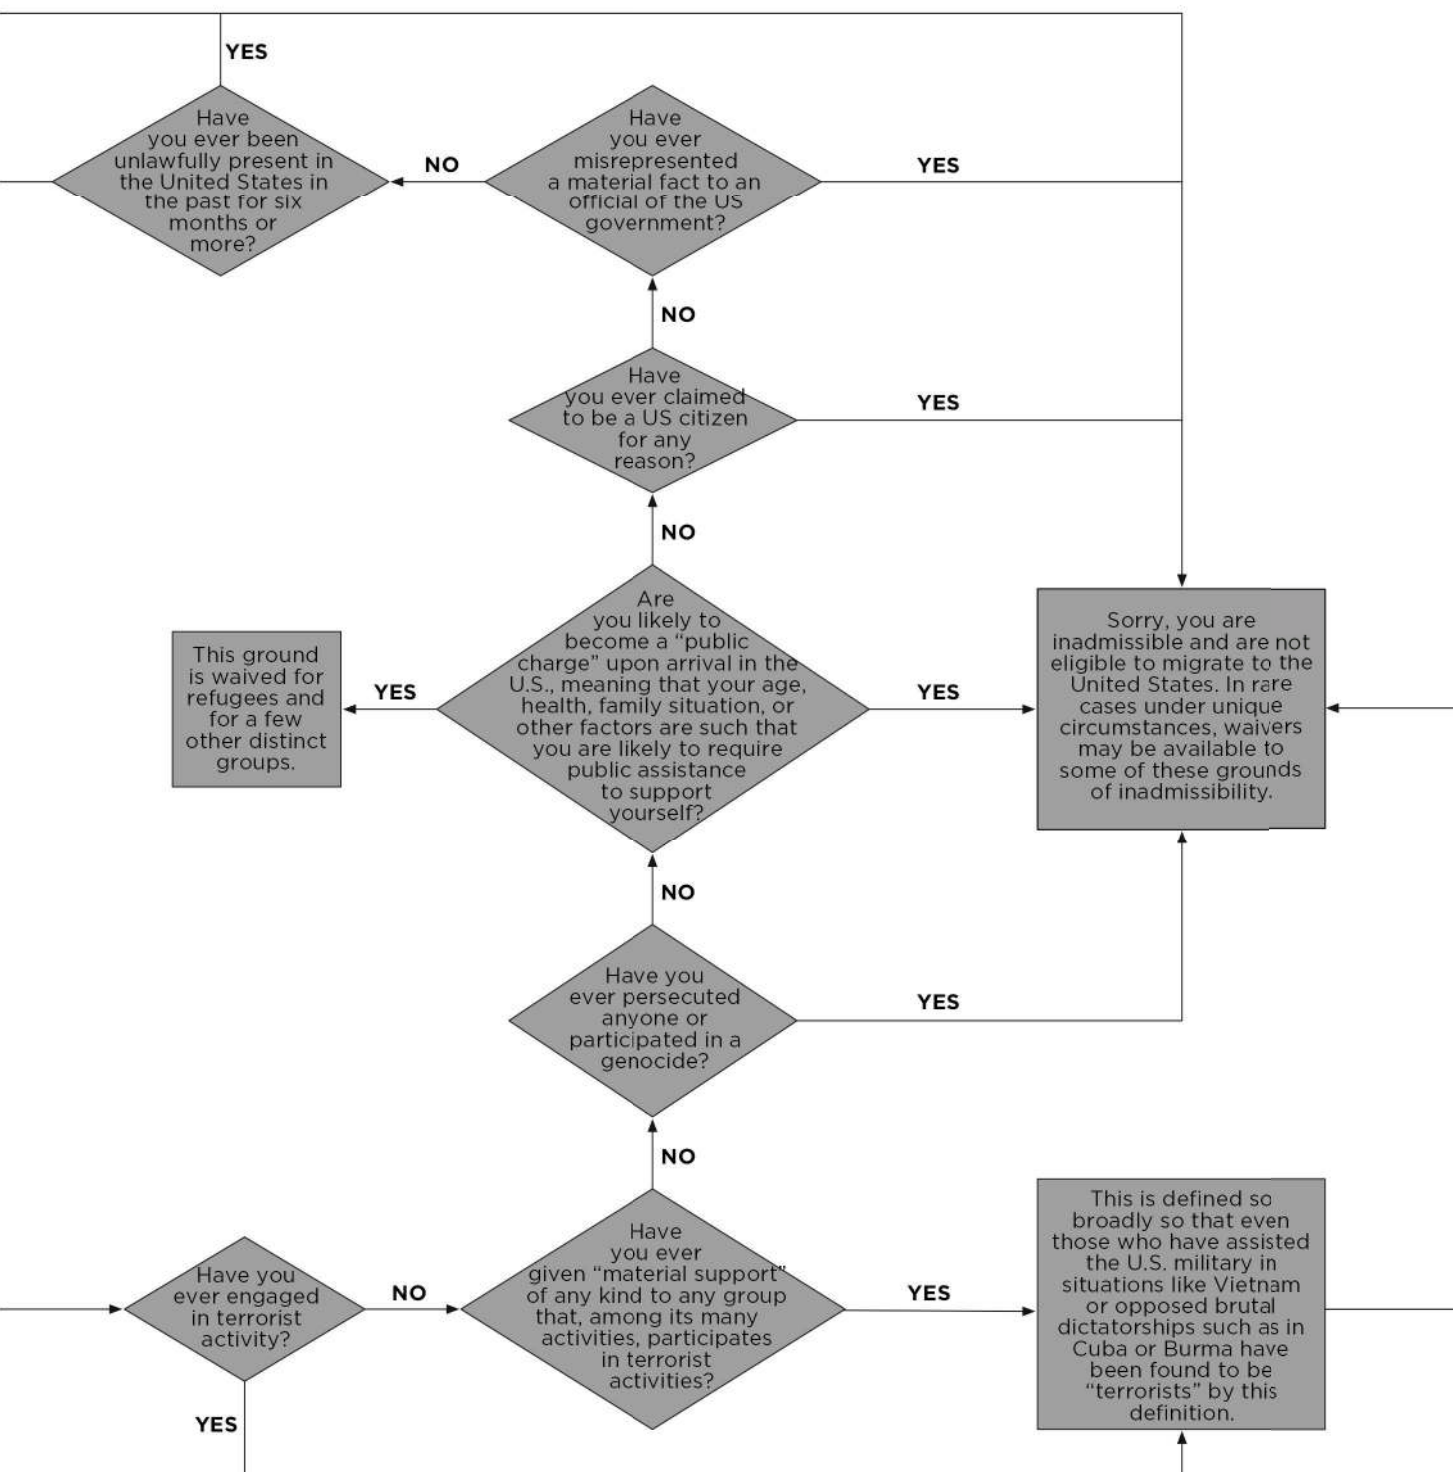 YES
Have
you ever been
unlawfully present in
the United States in
the past for six
months or
more?
NO
Have
you ever
misrepresented
a material fact to an
official of the US
government?
YES
NO
Have
you ever claimed
to be a US citizen
for any
reason?
YES
NO
This ground
is waived for
refugees and
for a few
other distinct
groups.
YES
Are
you likely to
become a “public
charge” upon arrival in the
U.S., meaning that your age,
health, family situation, or
other factors are such that
you are likely to require
public assistance
to support
yourself?
YES
Sorry, you are
inadmissible and are not
eligible to migrate to the
United States. In rare
cases under unique
circumstances, waivers
may be available to
some of these grounds
of inadmissibility.
NO
Have you
ever persecuted
anyone or
participated in a
genocide?
YES
NO
Have you
ever engaged
in terrorist
activity?
NO
Have
you ever
given “material support”
of any kind to any group
that, among its many
activities, participates
in terrorist
activities?
YES
This is defined so
broadly so that even
those who have assisted
the U.S. military in
situations like Vietnam
or opposed brutal
dictatorships such as in
Cuba or Burma have
been found to be
“terrorists” by this
definition.
YES